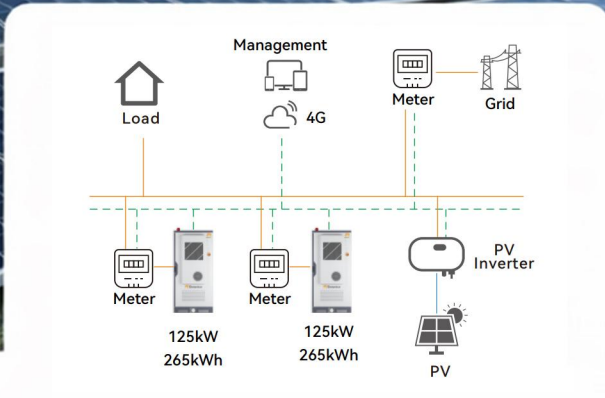 Management
Load
4G
Meter
Grid
Meter
125kW
265kWh
Meter
125kW
265kWh
PV
Inverter
PV